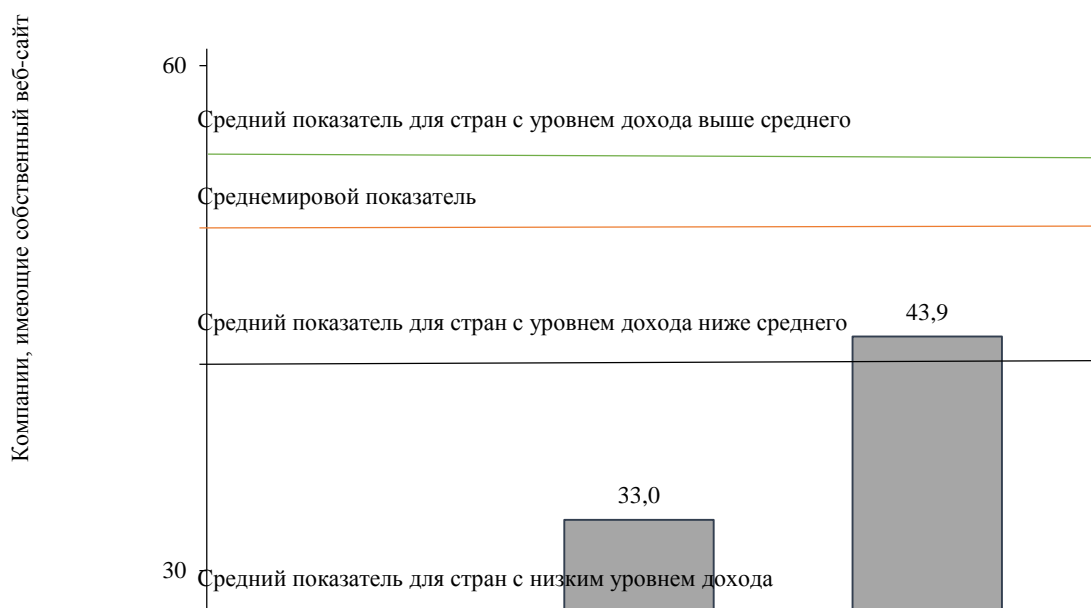 Компании, имеющие собственный веб-сайт
60
Средний показатель для стран с уровнем дохода выше среднего
Среднемировой показатель
Средний показатель для стран с уровнем дохода ниже среднего
43,9
33,0
30
Средний показатель для стран с низким уровнем дохода